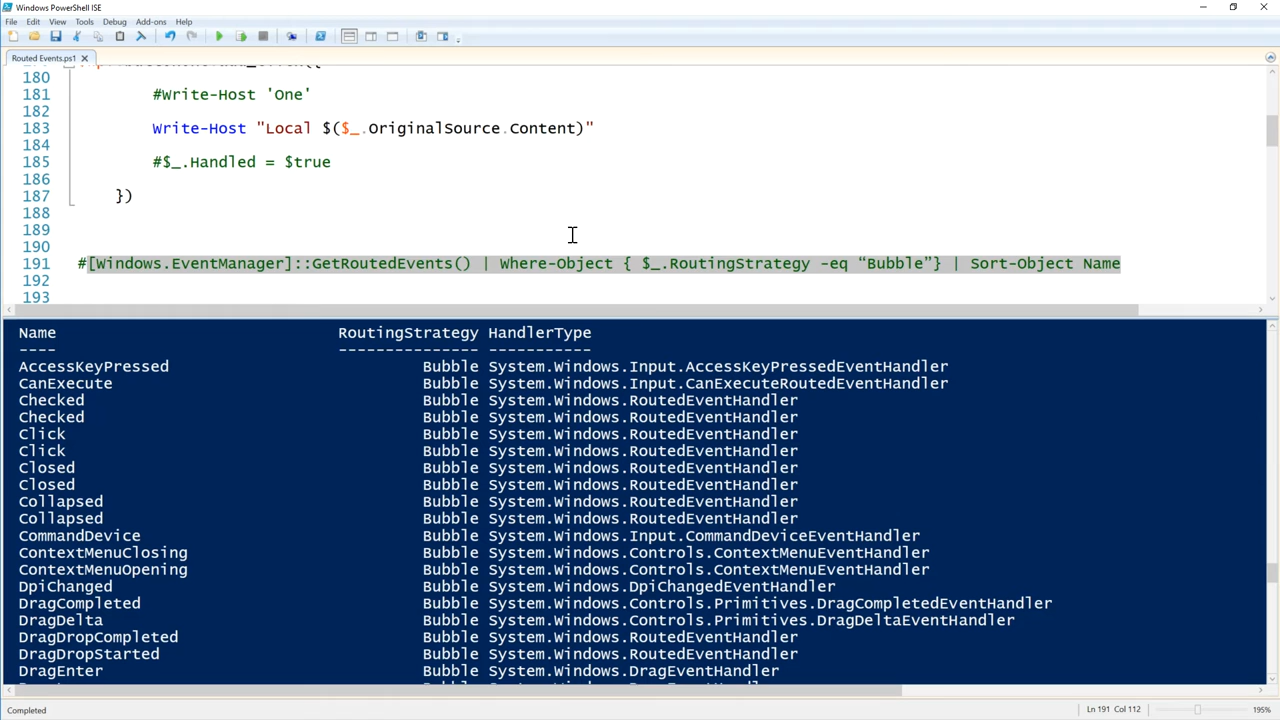 Windows PowerShell ISE
File Edit View Tools Debug Add-ons Help
Routed Events.ps1
180
181 #Write-Host 'One'
182
183 Write-Host "Local $($_.OriginalSource.Content)"
184
185 #$_.Handled = $true
186
187 })
188
189
190
191 #[Windows.EventManager]::GetRoutedEvents() | Where-Object { $_.RoutingStrategy -eq “Bubble”} | Sort-Object Name
192
193
Name RoutingStrategy HandlerType
---- --------------- -----------
AccessKeyPressed Bubble System.Windows.Input.AccessKeyPressedEventHandler
CanExecute Bubble System.Windows.Input.CanExecuteRoutedEventHandler
Checked Bubble System.Windows.RoutedEventHandler
Checked Bubble System.Windows.RoutedEventHandler
Click Bubble System.Windows.RoutedEventHandler
Click Bubble System.Windows.RoutedEventHandler
Closed Bubble System.Windows.RoutedEventHandler
Closed Bubble System.Windows.RoutedEventHandler
Collapsed Bubble System.Windows.RoutedEventHandler
Collapsed Bubble System.Windows.RoutedEventHandler
CommandDevice Bubble System.Windows.Input.CommandDeviceEventHandler
ContextMenuClosing Bubble System.Windows.Controls.ContextMenuEventHandler
ContextMenuOpening Bubble System.Windows.Controls.ContextMenuEventHandler
DpiChanged Bubble System.Windows.DpiChangedEventHandler
DragCompleted Bubble System.Windows.Controls.Primitives.DragCompletedEventHandler
DragDelta Bubble System.Windows.Controls.Primitives.DragDeltaEventHandler
DragDropCompleted Bubble System.Windows.RoutedEventHandler
DragDropStarted Bubble System.Windows.RoutedEventHandler
DragEnter Bubble System.Windows.DragEventHandler
Completed Ln 191 Col 112 195%